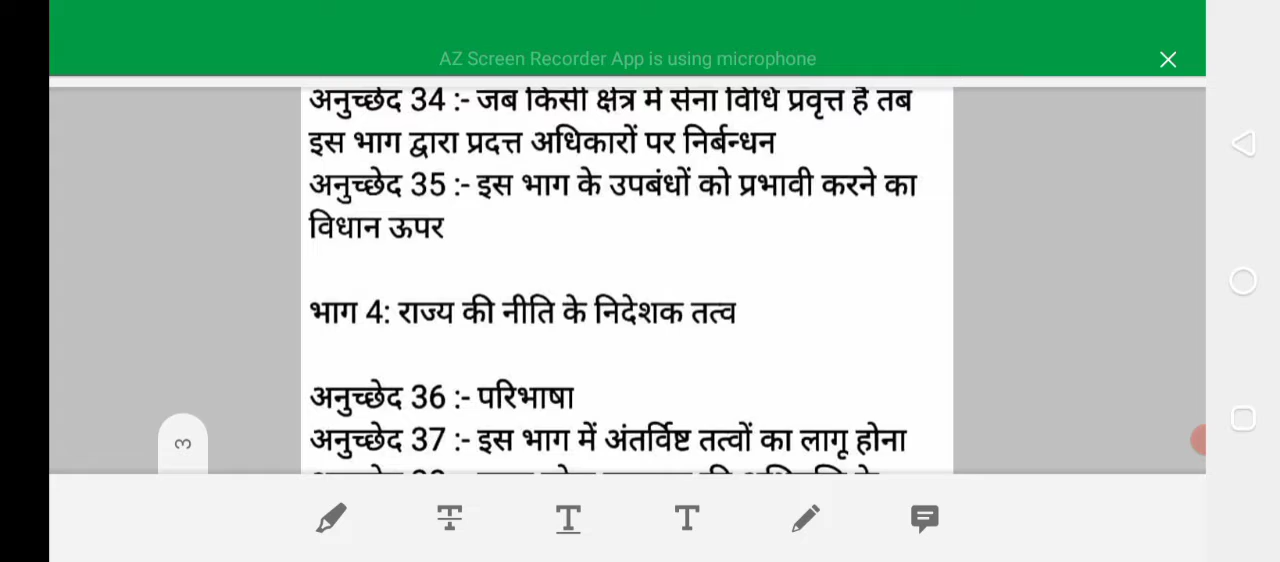 AZ Screen Recorder App is using microphone
अनुच्छेद 34 :- जब किसी क्षेत्र में सेना विधि प्रवृत्त है तब
इस भाग द्वारा प्रदत्त अधिकारों पर निर्बन्धन
अनुच्छेद 35 :- इस भाग के उपबंधों को प्रभावी करने का
विधान ऊपर
भाग 4: राज्य की नीति के निदेशक तत्व
अनुच्छेद 36 :- परिभाषा
अनुच्छेद 37 :- इस भाग में अंतर्विष्ट तत्वों का लागू होना
3
T T T